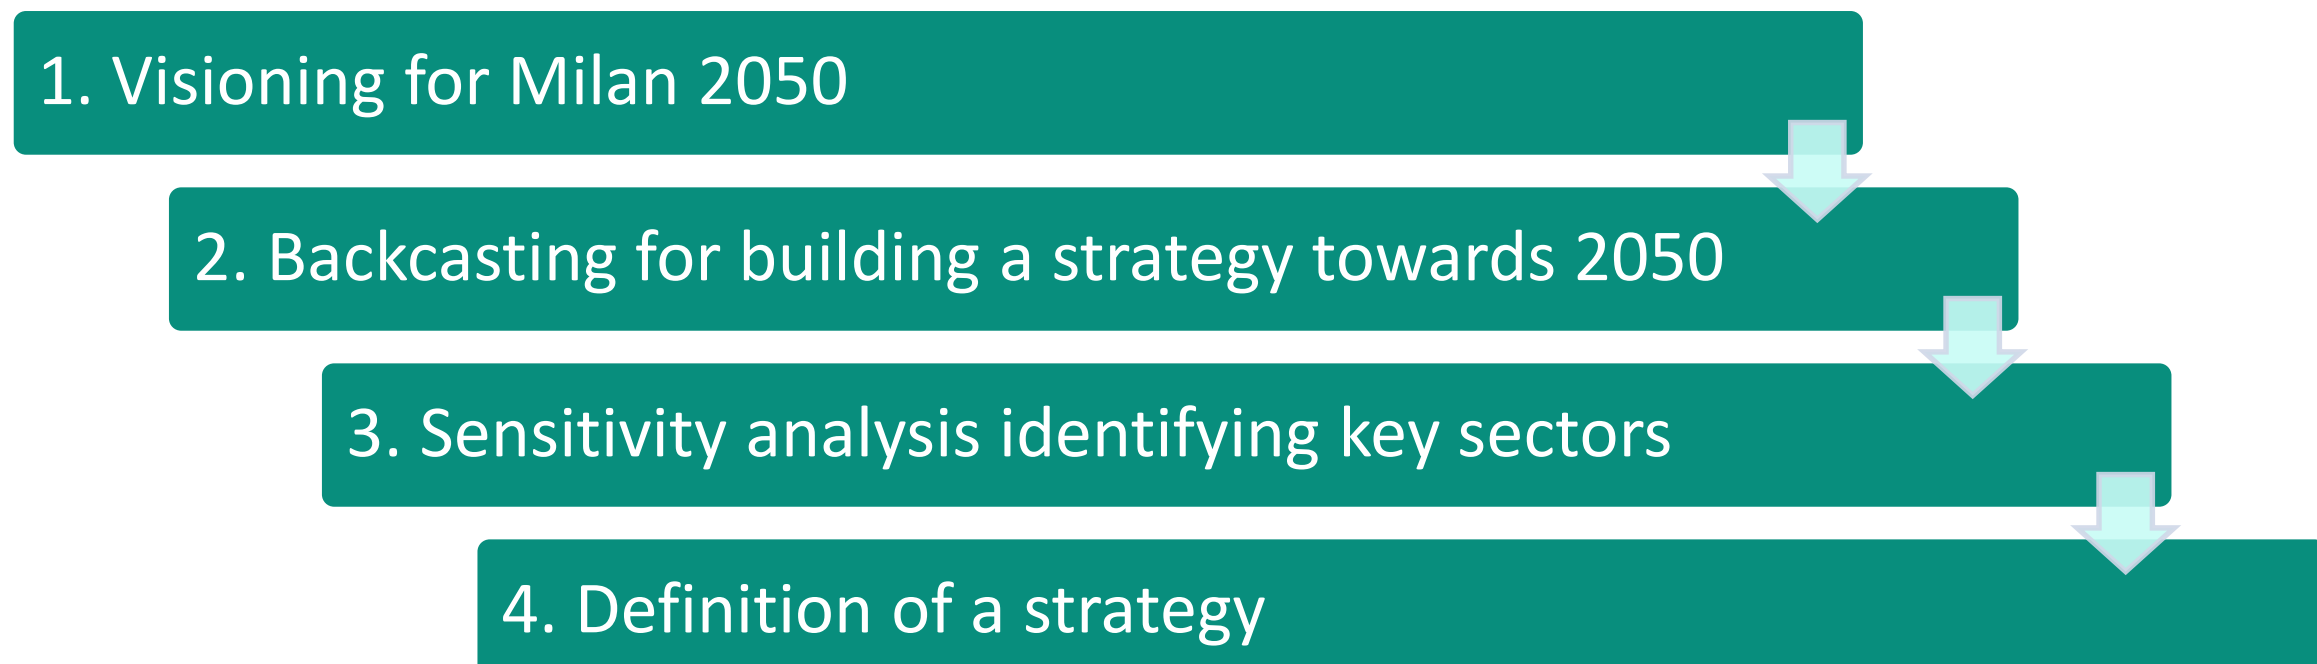 1. Visioning for Milan 2050
2. Backcasting for building a strategy towards 2050
3. Sensitivity analysis identifying key sectors
4. Definition of a strategy